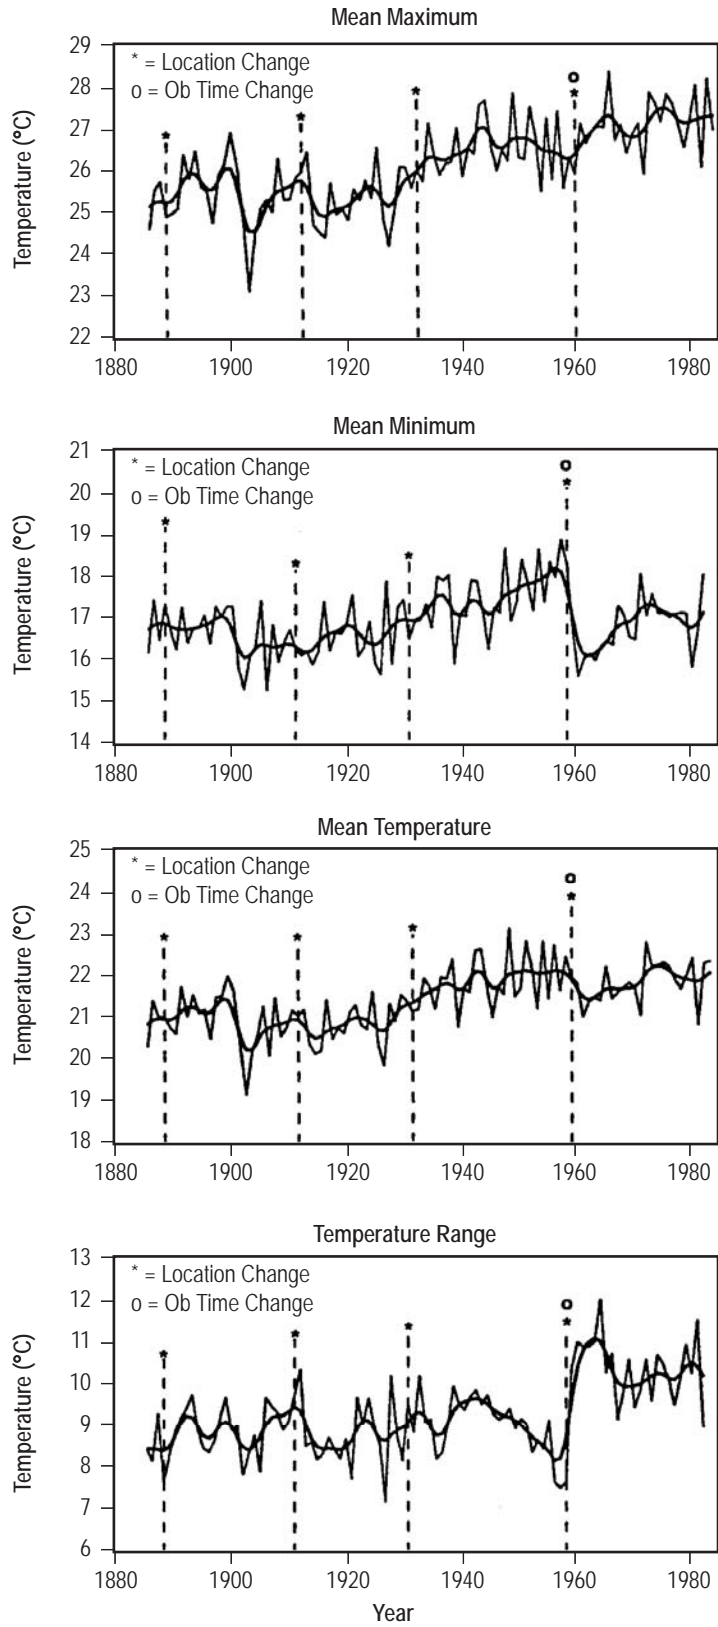 Mean Maximum
29
28
27
26
25
24
23
22
Temperature (°C)
* = Location Change
o = Ob Time Change
1880 1900 1920 1940 1960 1980
Mean Minimum
21
20
19
18
17
16
15
14
Temperature (°C)
* = Location Change
o = Ob Time Change
1880 1900 1920 1940 1960 1980
Mean Temperature
25
24
23
22
21
20
19
18
Temperature (°C)
* = Location Change
o = Ob Time Change
1880 1900 1920 1940 1960 1980
Temperature Range
13
12
11
10
9
8
7
6
Temperature (°C)
* = Location Change
o = Ob Time Change
1880 1900 1920 1940 1960 1980
Year